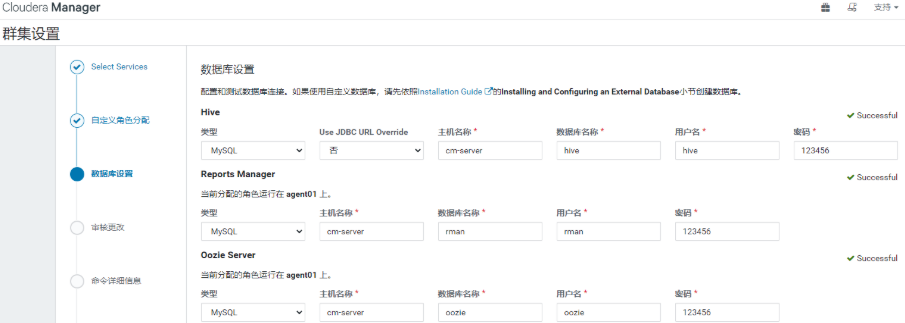 Cloudera Manager 支持
群集设置
Select Services
自定义角色分配
数据库设置
审核更改
命令详细信息
数据库设置
配置和测试数据库连接。如果使用自定义数据库，请先依照Installation Guide的Installing and Configuring an External Database小节创建数据库。
Hive Successful
类型 Use JDBC URL Override 主机名称 * 数据库名称 * 用户名 * 密码 *
MySQL 否 cm-server hive hive 123456
Reports Manager Successful
当前分配的角色运行在 agent01 上。
类型 主机名称 * 数据库名称 * 用户名 * 密码 *
MySQL cm-server rman rman 123456
Oozie Server Successful
当前分配的角色运行在 agent01 上。
类型 主机名称 * 数据库名称 * 用户名 * 密码 *
MySQL cm-server oozie oozie 123456